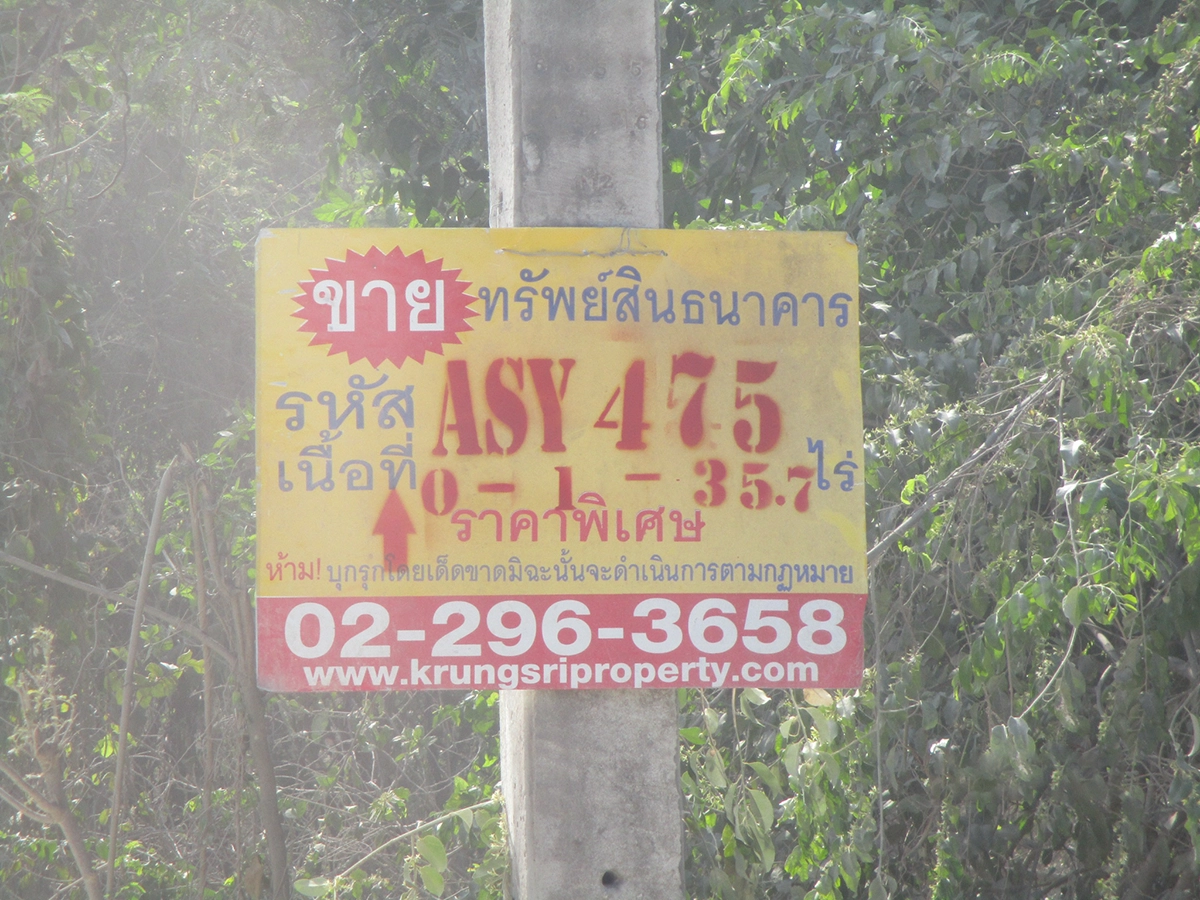 ขาย ทรัพย์สินธนาคาร
รหัส ASY 475
เนื้อที่ 0 - 1 - 35.7 ไร่
ราคาพิเศษ
ห้าม! บุกรุกโดยเด็ดขาดมิฉะนั้นจะดำเนินการตามกฎหมาย
02-296-3658
www.krungsriproperty.com